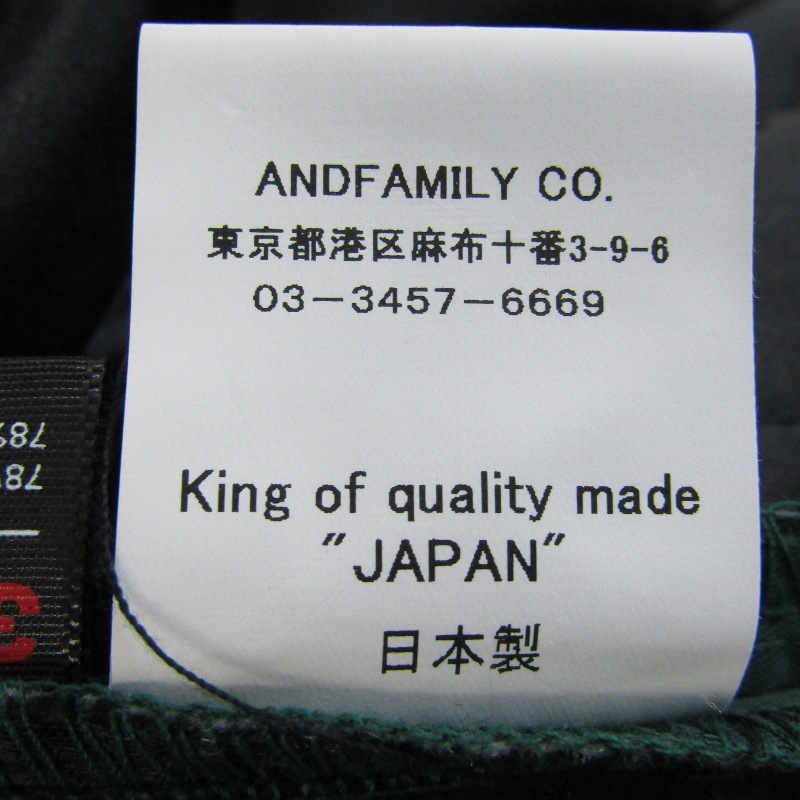 ANDFAMILY CO.
東京都港区麻布十番3-9-6
03-3457-6669
King of quality made
"JAPAN"
日本製